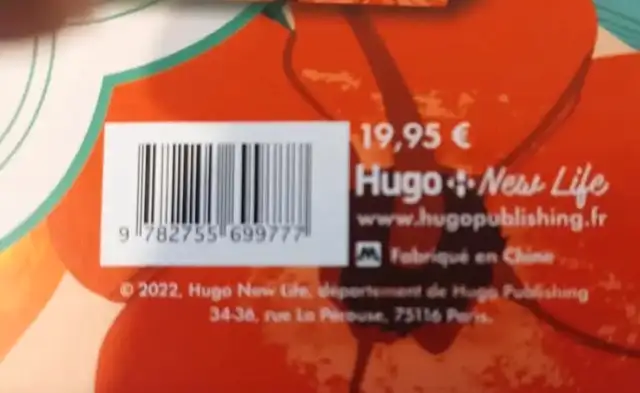 19,95 €
Hugo New Life
www.hugopublishing.fr
Fabriqué en Chine
9 782755 699777
© 2022, Hugo New Life, département de Hugo Publishing
34-36, rue La Pérouse, 75116 Paris.